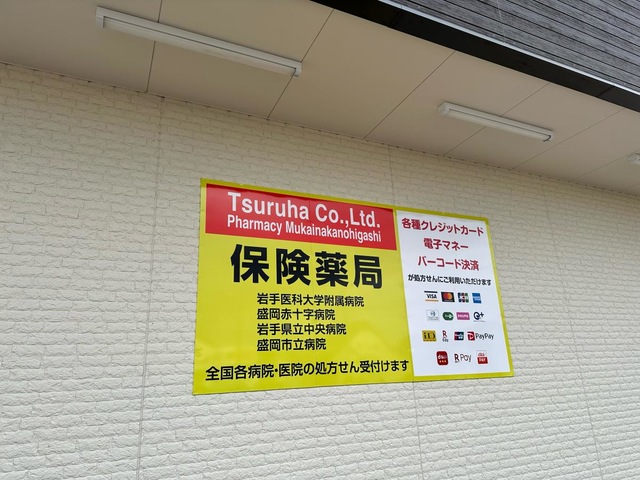 Tsuruha Co.,Ltd.
Pharmacy Mukainakanohigashi
保険薬局
岩手医科大学附属病院
盛岡赤十字病院
岩手県立中央病院
盛岡市立病院
全国各病院・医院の処方せん受付けます
各種クレジットカード
電子マネー
バーコード決済
が処方せんにご利用いただけます
VISA
iD PayPay
R Pay